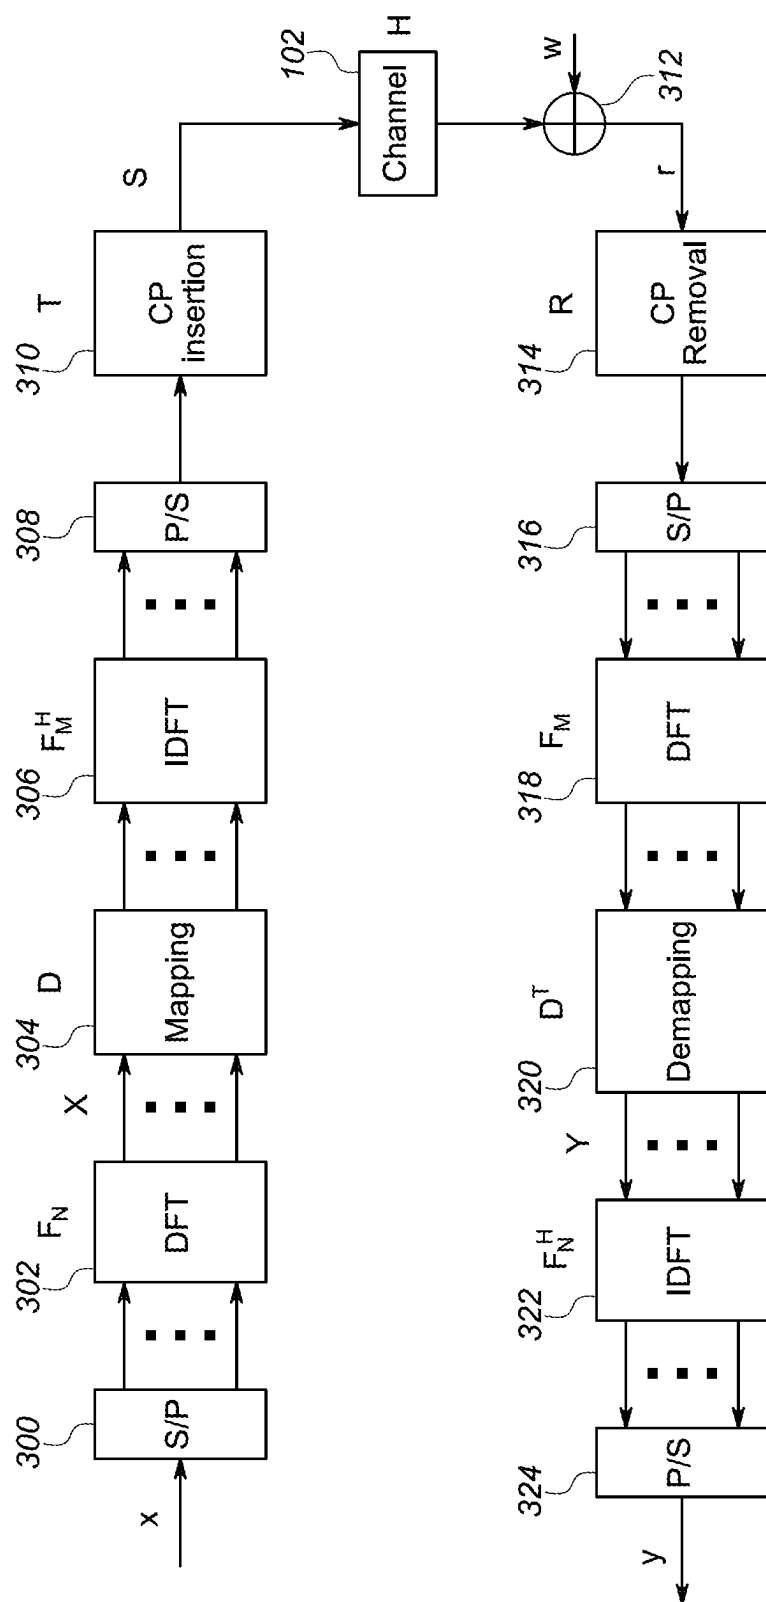 x
300
S/P
302
F_N
DFT
X
304
D
Mapping
306
F_M^H
IDFT
308
P/S
310
T
CP
insertion
S
102
Channel
H
w
312
r
R
314
CP
Removal
316
S/P
F_M
318
DFT
D^T
320
Demapping
Y
F_N^H
322
IDFT
324
P/S
y